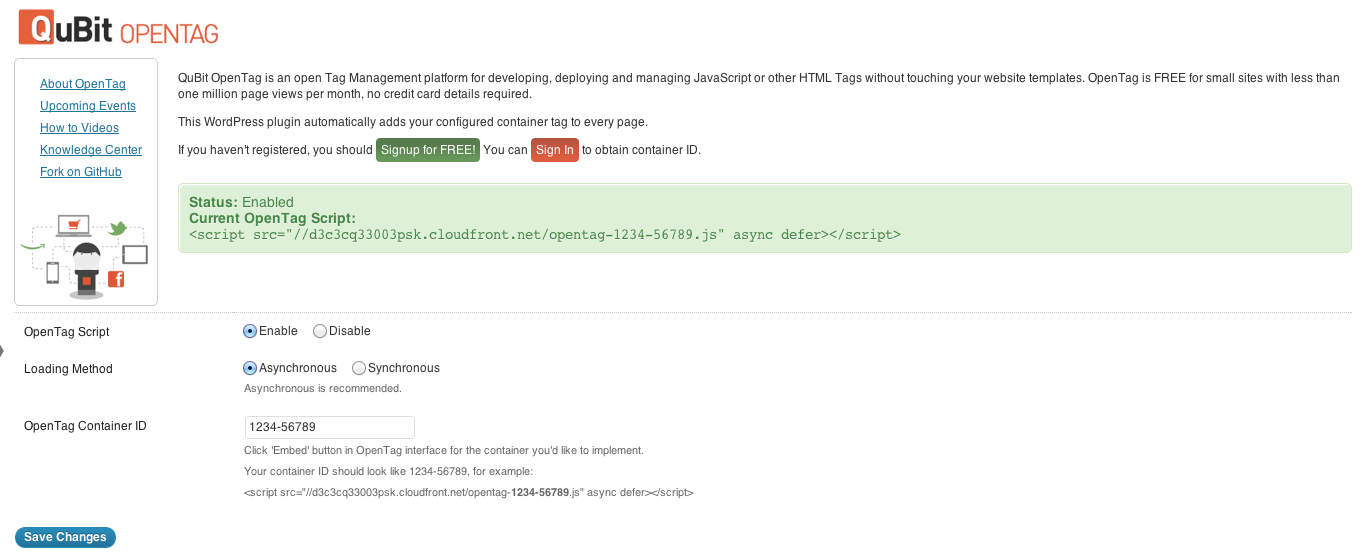 QuBit OPENTAG
About OpenTag
Upcoming Events
How to Videos
Knowledge Center
Fork on GitHub
QuBit OpenTag is an open Tag Management platform for developing, deploying and managing JavaScript or other HTML Tags without touching your website templates. OpenTag is FREE for small sites with less than
one million page views per month, no credit card details required.
This WordPress plugin automatically adds your configured container tag to every page.
If you haven't registered, you should Signup for FREE! You can Sign In to obtain container ID.
Status: Enabled
Current OpenTag Script:
<script src="//d3c3cq33003psk.cloudfront.net/opentag-1234-56789.js" async defer></script>
OpenTag Script Enable Disable
Loading Method Asynchronous Synchronous
Asynchronous is recommended.
OpenTag Container ID 1234-56789
Click 'Embed' button in OpenTag interface for the container you'd like to implement.
Your container ID should look like 1234-56789, for example:
<script src="//d3c3cq33003psk.cloudfront.net/opentag-1234-56789.js" async defer></script>
Save Changes